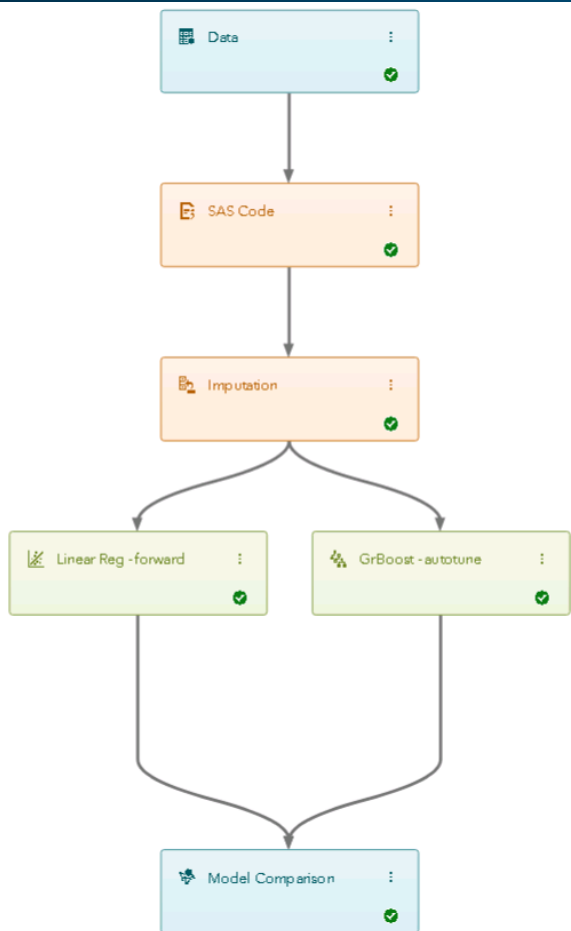 Data
SAS Code
Imputation
Linear Reg -forward
GrBoost -autotune
Model Comparison